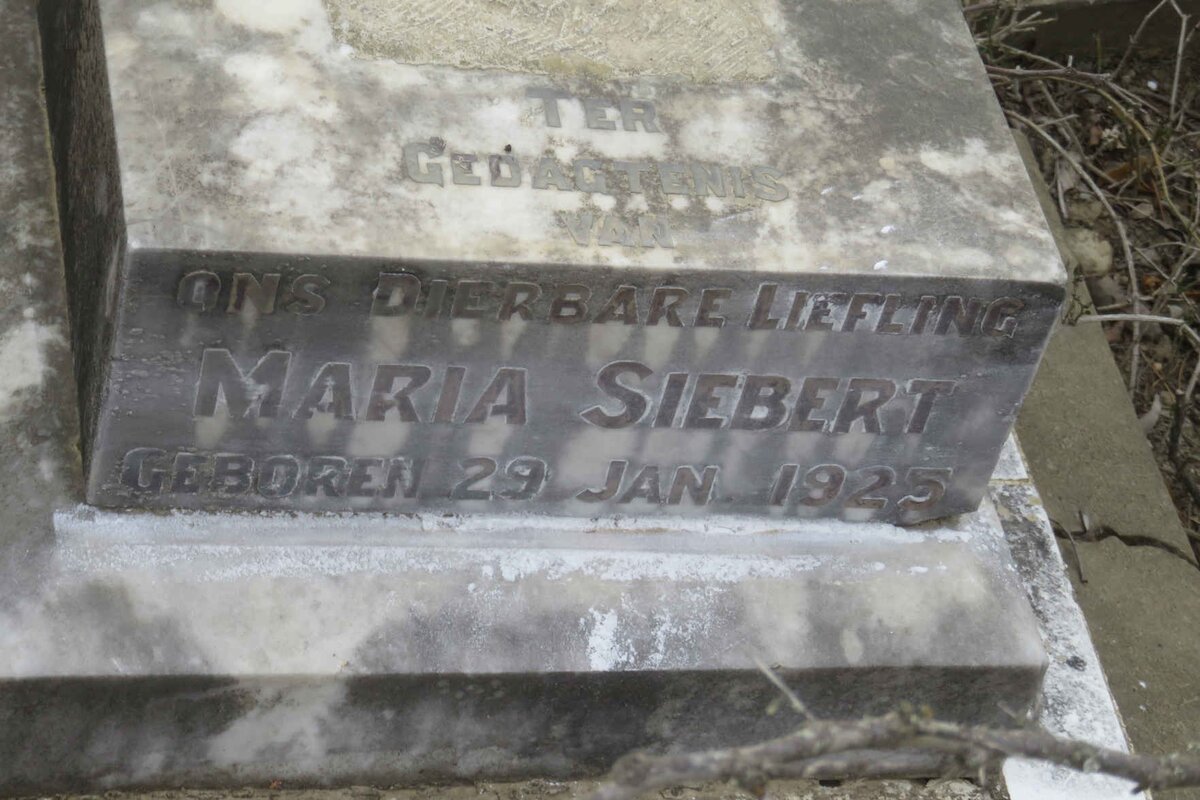 TER
GEDAGTENIS
VAN
ONS DIERBARE LIEFLING
MARIA SIEBERT
GEBOREN 29 JAN 1925